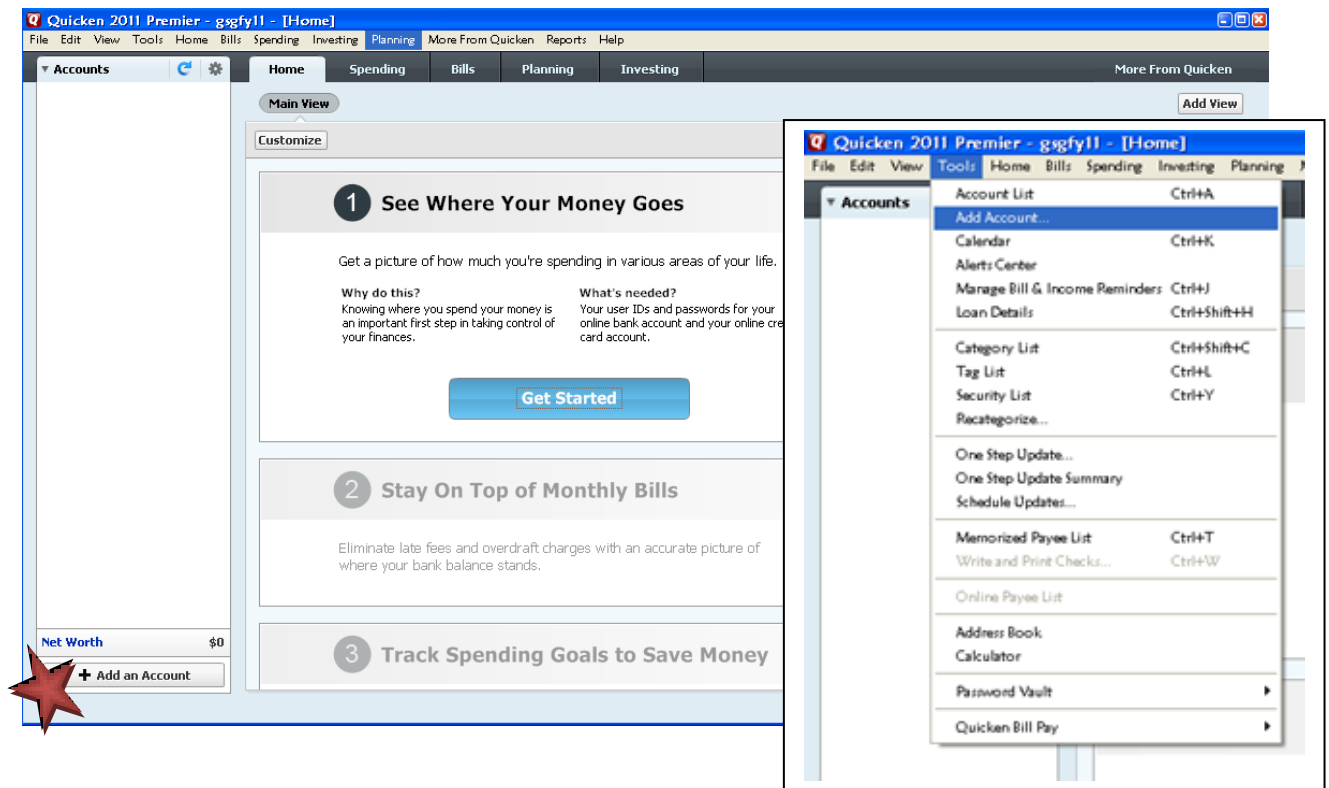 Quicken 2011 Premier - gsgfy11 - [Home]
File Edit View Tools Home Bills Spending Investing Planning More From Quicken Reports Help
Accounts
Home Spending Bills Planning Investing More From Quicken
Main View Add View
Customize
1 See Where Your Money Goes
Get a picture of how much you're spending in various areas of your life.
Why do this? What's needed?
Knowing where you spend your money is Your user IDs and passwords for your
an important first step in taking control of online bank account and your online cre
your finances. card account.
Get Started
2 Stay On Top of Monthly Bills
Eliminate late fees and overdraft charges with an accurate picture of
where your bank balance stands.
3 Track Spending Goals to Save Money
Net Worth $0
+ Add an Account
Quicken 2011 Premier - gsgfy11 - [Home]
File Edit View Tools Home Bills Spending Investing Planning
Accounts
Account List Ctrl+A
Add Account...
Calendar Ctrl+K
Alerts Center
Manage Bill & Income Reminders Ctrl+J
Loan Details Ctrl+Shift+H
Category List Ctrl+Shift+C
Tag List Ctrl+L
Security List Ctrl+Y
Recategorize...
One Step Update...
One Step Update Summary
Schedule Updates...
Memorized Payee List Ctrl+T
Write and Print Checks... Ctrl+W
Online Payee List
Address Book
Calculator
Password Vault
Quicken Bill Pay